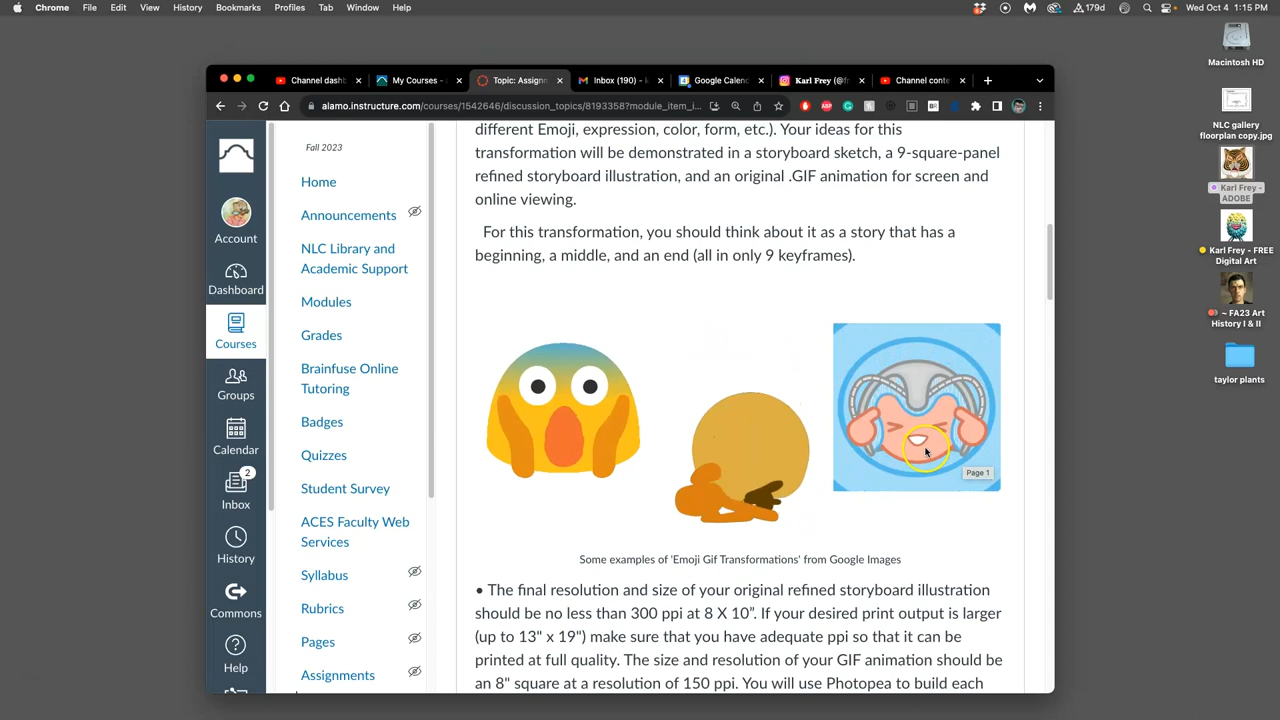 Chrome File Edit View History Bookmarks Profiles Tab Window Help
179d Wed Oct 4 1:15 PM
Channel dashb
My Courses -
Topic: Assignm
Inbox (190) -
Google Calend
Karl Frey (@fr
Channel conte
alamo.instructure.com/courses/1542646/discussion_topics/8193358?module_item_i...
Account
Dashboard
Courses
Groups
Calendar
2
Inbox
History
Commons
Help
Fall 2023
Home
Announcements
NLC Library and
Academic Support
Modules
Grades
Brainfuse Online
Tutoring
Badges
Quizzes
Student Survey
ACES Faculty Web
Services
Syllabus
Rubrics
Pages
Assignments
different Emoji, expression, color, form, etc.). Your ideas for this
transformation will be demonstrated in a storyboard sketch, a 9-square-panel
refined storyboard illustration, and an original .GIF animation for screen and
online viewing.
For this transformation, you should think about it as a story that has a
beginning, a middle, and an end (all in only 9 keyframes).
Page 1
Some examples of 'Emoji Gif Transformations' from Google Images
• The final resolution and size of your original refined storyboard illustration
should be no less than 300 ppi at 8 X 10”. If your desired print output is larger
(up to 13" x 19") make sure that you have adequate ppi so that it can be
printed at full quality. The size and resolution of your GIF animation should be
an 8" square at a resolution of 150 ppi. You will use Photopea to build each
Macintosh HD
NLC gallery
floorplan copy.jpg
Karl Frey -
ADOBE
Karl Frey - FREE
Digital Art
~ FA23 Art
History I & II
taylor plants